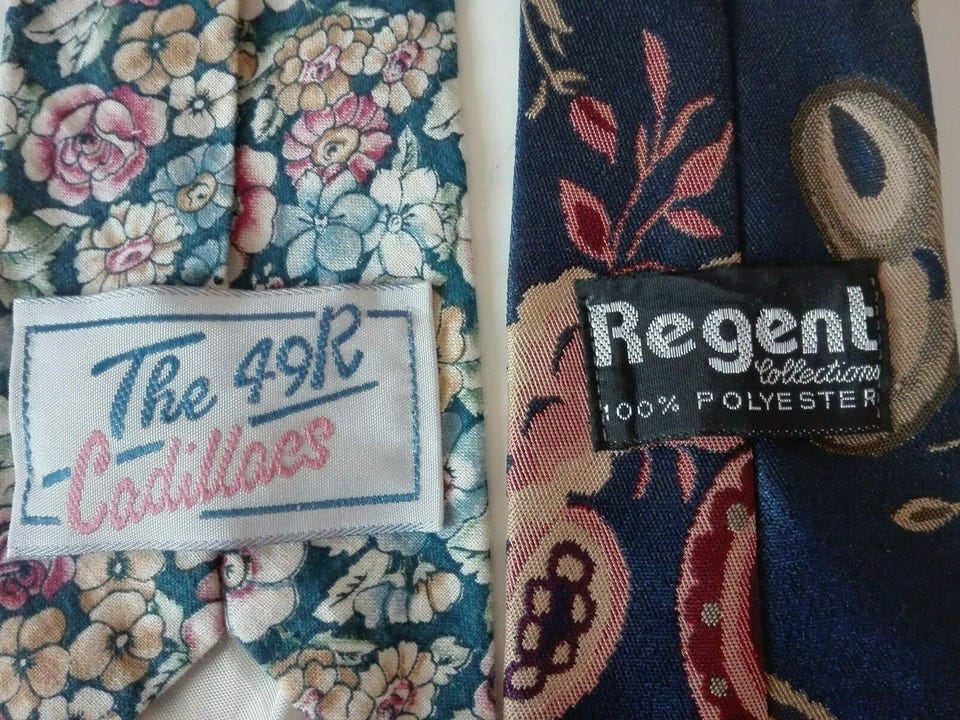 The 49R
Cadillacs
Regent
Collections
100% POLYESTER